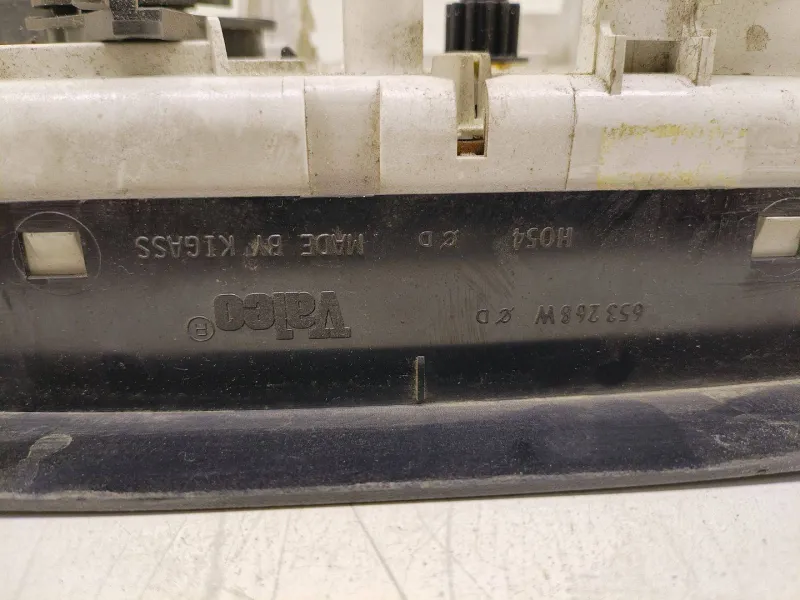 653268W Ø D Valeo ®
H054 Ø D MADE BY KIGASS